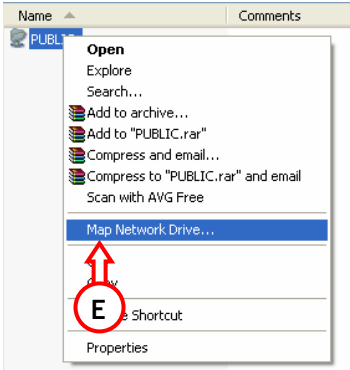 Name Comments
Open
Explore
Search...
Add to archive...
Add to "PUBLIC.rar"
Compress and email...
Compress to "PUBLIC.rar" and email
Scan with AVG Free
Map Network Drive...
E
Shortcut
Properties